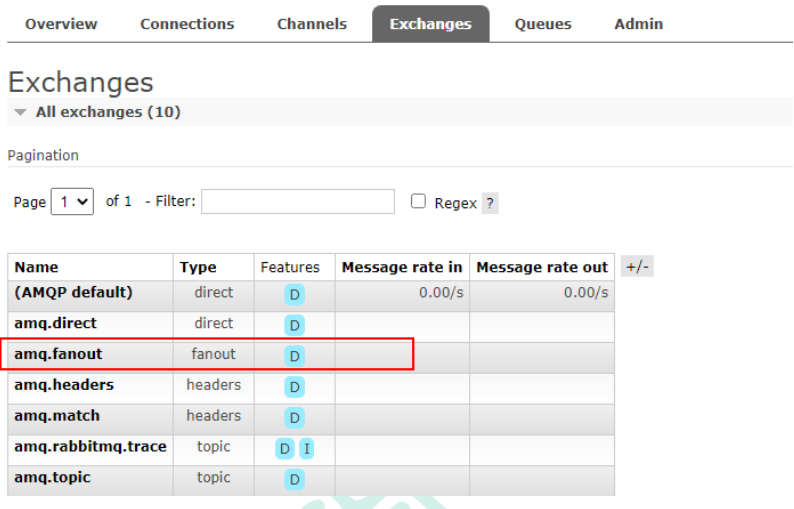 Overview Connections Channels Exchanges Queues Admin
Exchanges
All exchanges (10)
Pagination
Page 1 of 1 - Filter: Regex ?
Name Type Features Message rate in Message rate out +/-
(AMQP default) direct D 0.00/s 0.00/s
amq.direct direct D
amq.fanout fanout D
amq.headers headers D
amq.match headers D
amq.rabbitmq.trace topic D I
amq.topic topic D